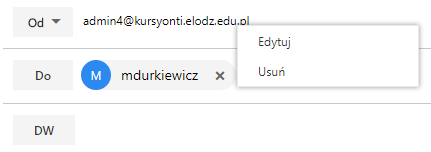 Od admin4@kursyonti.elodz.edu.pl
Edytuj
Do M mdurkiewicz ×
Usuń
DW